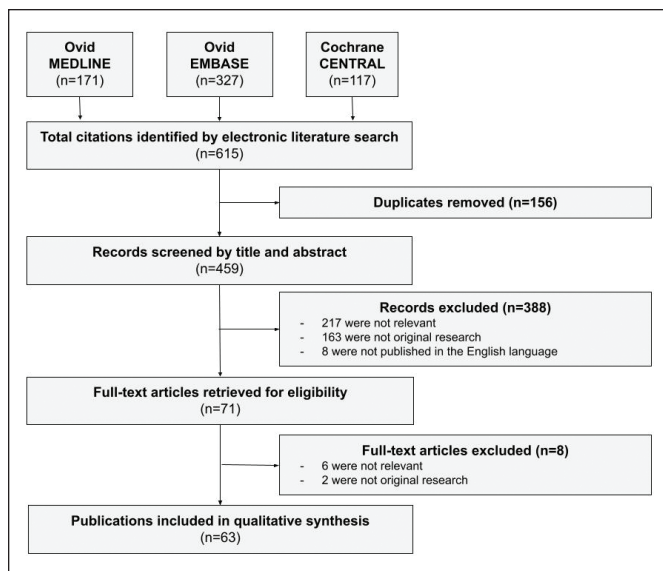 Ovid
MEDLINE
(n=171)
Ovid
EMBASE
(n=327)
Cochrane
CENTRAL
(n=117)
Total citations identified by electronic literature search
(n=615)
Duplicates removed (n=156)
Records screened by title and abstract
(n=459)
Records excluded (n=388)
- 217 were not relevant
- 163 were not original research
- 8 were not published in the English language
Full-text articles retrieved for eligibility
(n=71)
Full-text articles excluded (n=8)
- 6 were not relevant
- 2 were not original research
Publications included in qualitative synthesis
(n=63)